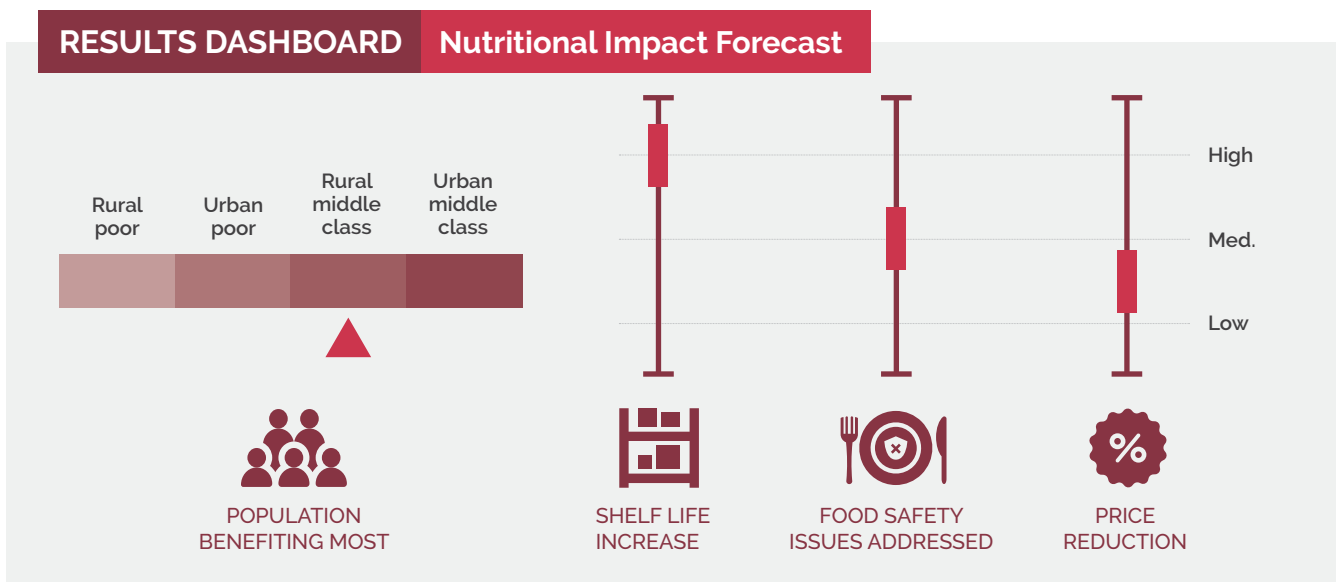 RESULTS DASHBOARD
Nutritional Impact Forecast
Rural
poor
Urban
poor
Rural
middle
class
Urban
middle
class
High
Med.
Low
POPULATION
BENEFITING MOST
SHELF LIFE
INCREASE
FOOD SAFETY
ISSUES ADDRESSED
%
PRICE
REDUCTION